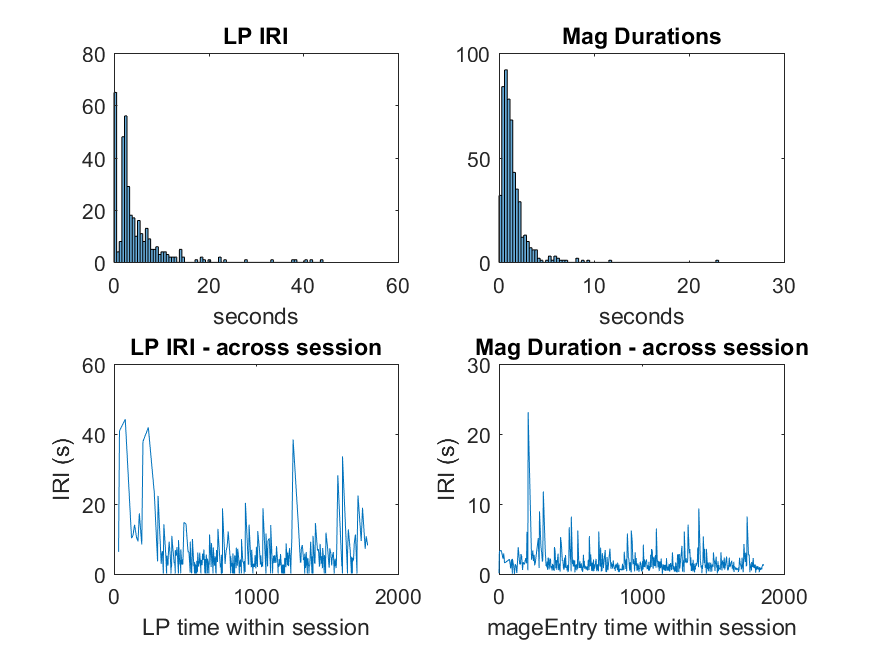 LP IRI
80
60
40
20
0
0 20 40 60
seconds
Mag Durations
100
50
0
0 10 20 30
seconds
LP IRI - across session
60
40
20
0
IRI (s)
0 1000 2000
LP time within session
Mag Duration - across session
30
20
10
0
IRI (s)
0 1000 2000
mageEntry time within session